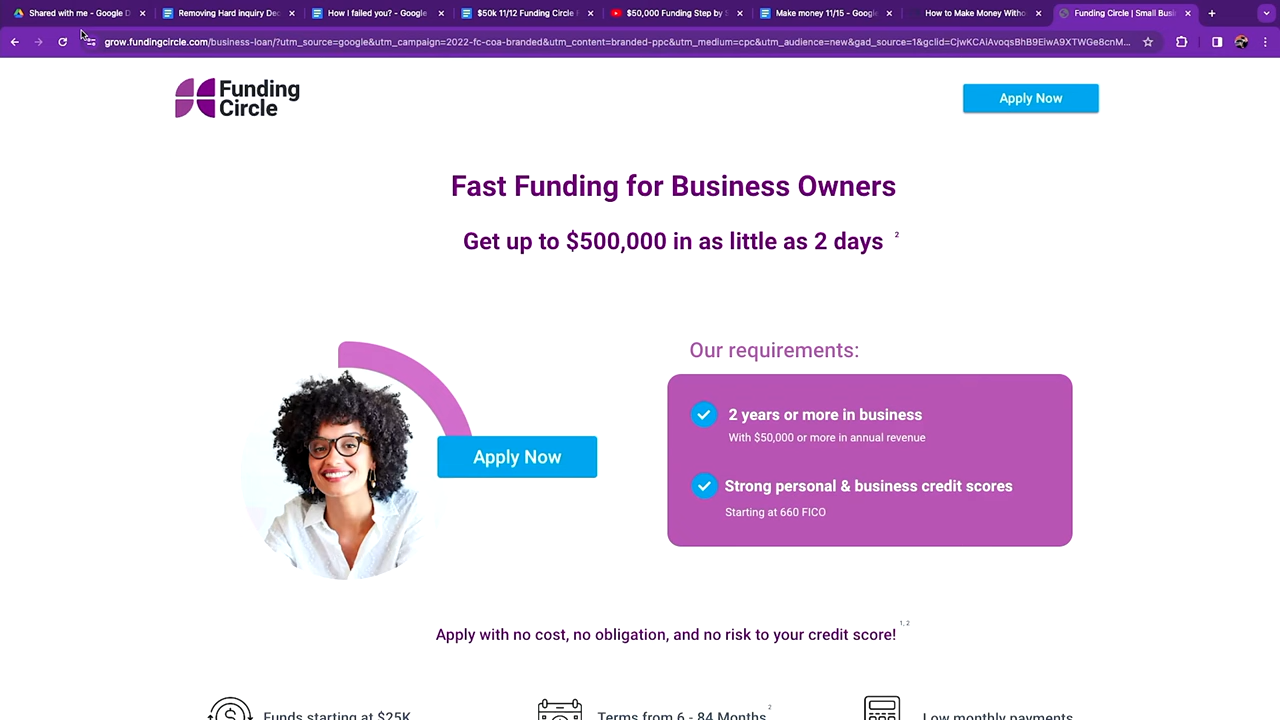 Shared with me - Google D
Removing Hard inquiry Dec
How I failed you? - Google
$50k 11/12 Funding Circle
$50,000 Funding Step by S
Make money 11/15 - Google
How to Make Money Witho
Funding Circle | Small Busi
grow.fundingcircle.com/business-loan/?utm_source=google&utm_campaign=2022-fc-coa-branded&utm_content=branded-ppc&utm_medium=cpc&utm_audience=new&gad_source=1&gclid=CjwKCAiAvoqsBhB9EiwA9XTWGe8cnM...
Funding
Circle
Apply Now
Fast Funding for Business Owners
Get up to $500,000 in as little as 2 days 2
Our requirements:
2 years or more in business
With $50,000 or more in annual revenue
Apply Now
Strong personal & business credit scores
Starting at 660 FICO
Apply with no cost, no obligation, and no risk to your credit score! 1, 2
Funds starting at $25K
Terms from 6 - 84 Months 2
Low monthly payments